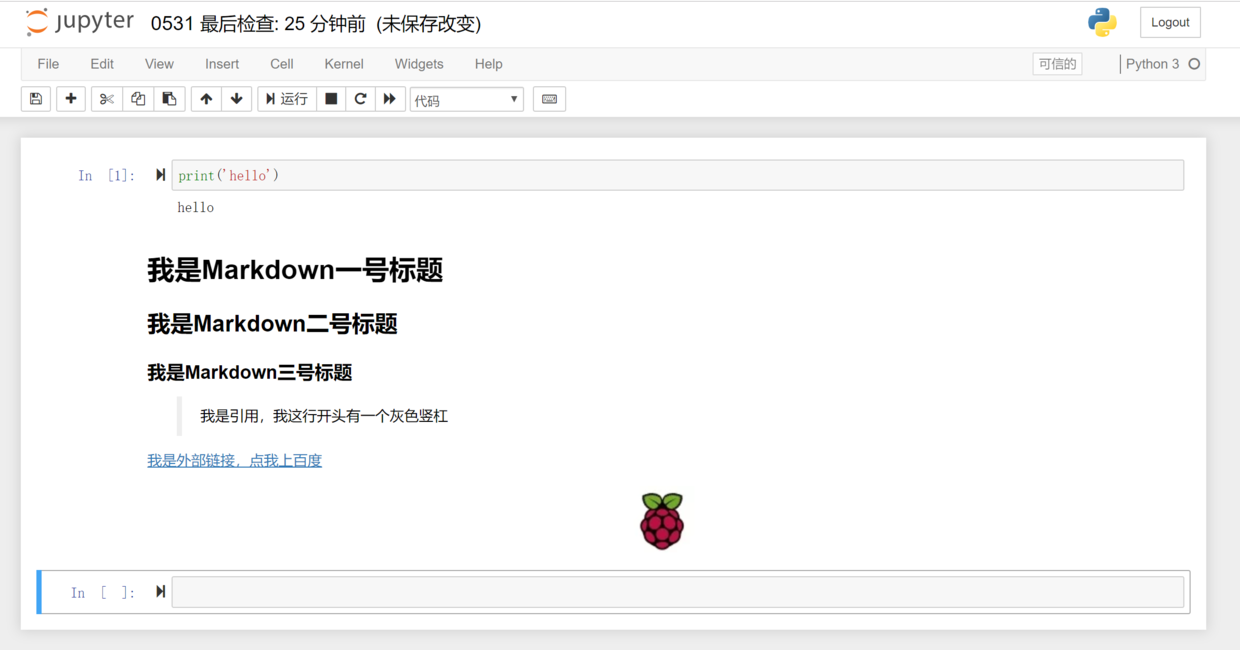 jupyter 0531 最后检查: 25 分钟前 (未保存改变) Logout
File Edit View Insert Cell Kernel Widgets Help 可信的 Python 3
运行 代码
In [1]: print('hello')
hello
我是Markdown一号标题
我是Markdown二号标题
我是Markdown三号标题
我是引用，我这行开头有一个灰色竖杠
我是外部链接，点我上百度
In [ ]: